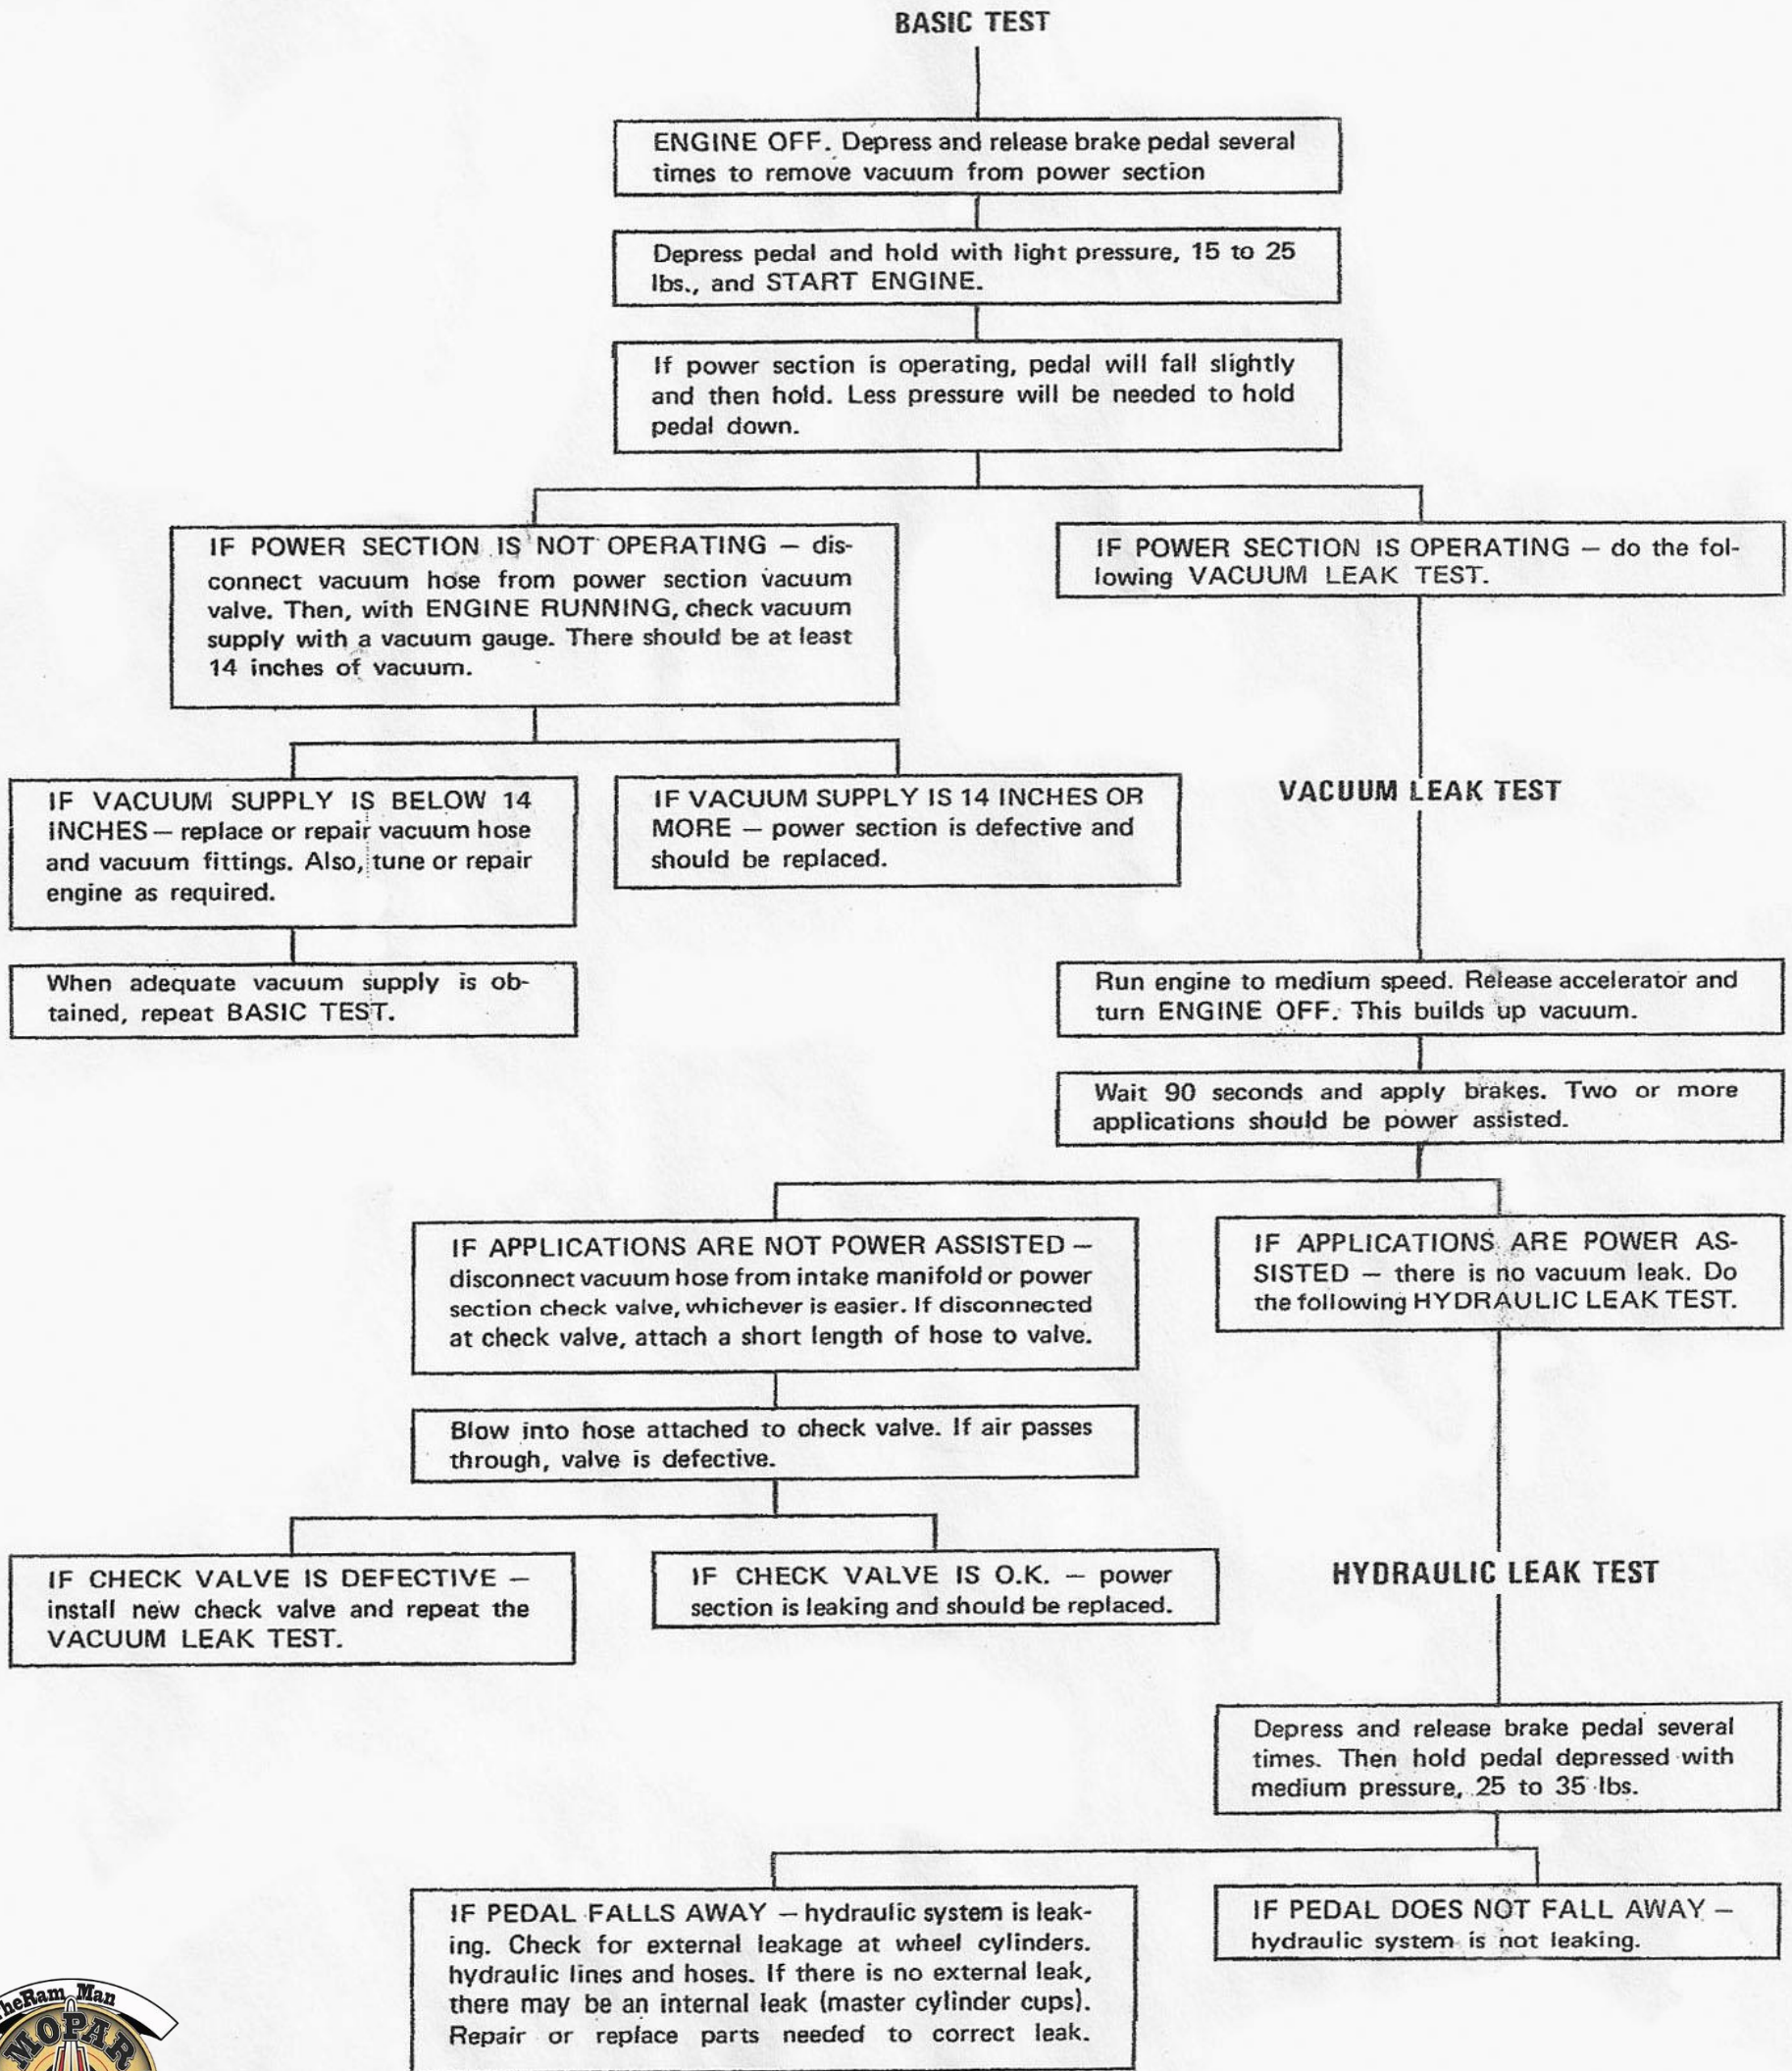 BASIC TEST
ENGINE OFF. Depress and release brake pedal several
times to remove vacuum from power section
Depress pedal and hold with light pressure, 15 to 25
lbs., and START ENGINE.
If power section is operating, pedal will fall slightly
and then hold. Less pressure will be needed to hold
pedal down.
IF POWER SECTION IS NOT OPERATING — dis-
connect vacuum hose from power section vacuum
valve. Then, with ENGINE RUNNING, check vacuum
supply with a vacuum gauge. There should be at least
14 inches of vacuum.
IF POWER SECTION IS OPERATING — do the fol-
lowing VACUUM LEAK TEST.
IF VACUUM SUPPLY IS BELOW 14
INCHES — replace or repair vacuum hose
and vacuum fittings. Also, tune or repair
engine as required.
IF VACUUM SUPPLY IS 14 INCHES OR
MORE — power section is defective and
should be replaced.
When adequate vacuum supply is ob-
tained, repeat BASIC TEST.
VACUUM LEAK TEST
Run engine to medium speed. Release accelerator and
turn ENGINE OFF. This builds up vacuum.
Wait 90 seconds and apply brakes. Two or more
applications should be power assisted.
IF APPLICATIONS ARE NOT POWER ASSISTED —
disconnect vacuum hose from intake manifold or power
section check valve, whichever is easier. If disconnected
at check valve, attach a short length of hose to valve.
IF APPLICATIONS ARE POWER AS-
SISTED — there is no vacuum leak. Do
the following HYDRAULIC LEAK TEST.
Blow into hose attached to check valve. If air passes
through, valve is defective.
IF CHECK VALVE IS DEFECTIVE —
install new check valve and repeat the
VACUUM LEAK TEST.
IF CHECK VALVE IS O.K. — power
section is leaking and should be replaced.
HYDRAULIC LEAK TEST
Depress and release brake pedal several
times. Then hold pedal depressed with
medium pressure, 25 to 35 lbs.
IF PEDAL FALLS AWAY — hydraulic system is leak-
ing. Check for external leakage at wheel cylinders.
hydraulic lines and hoses. If there is no external leak,
there may be an internal leak (master cylinder cups).
Repair or replace parts needed to correct leak.
IF PEDAL DOES NOT FALL AWAY —
hydraulic system is not leaking.
heRam Man
MOPAR